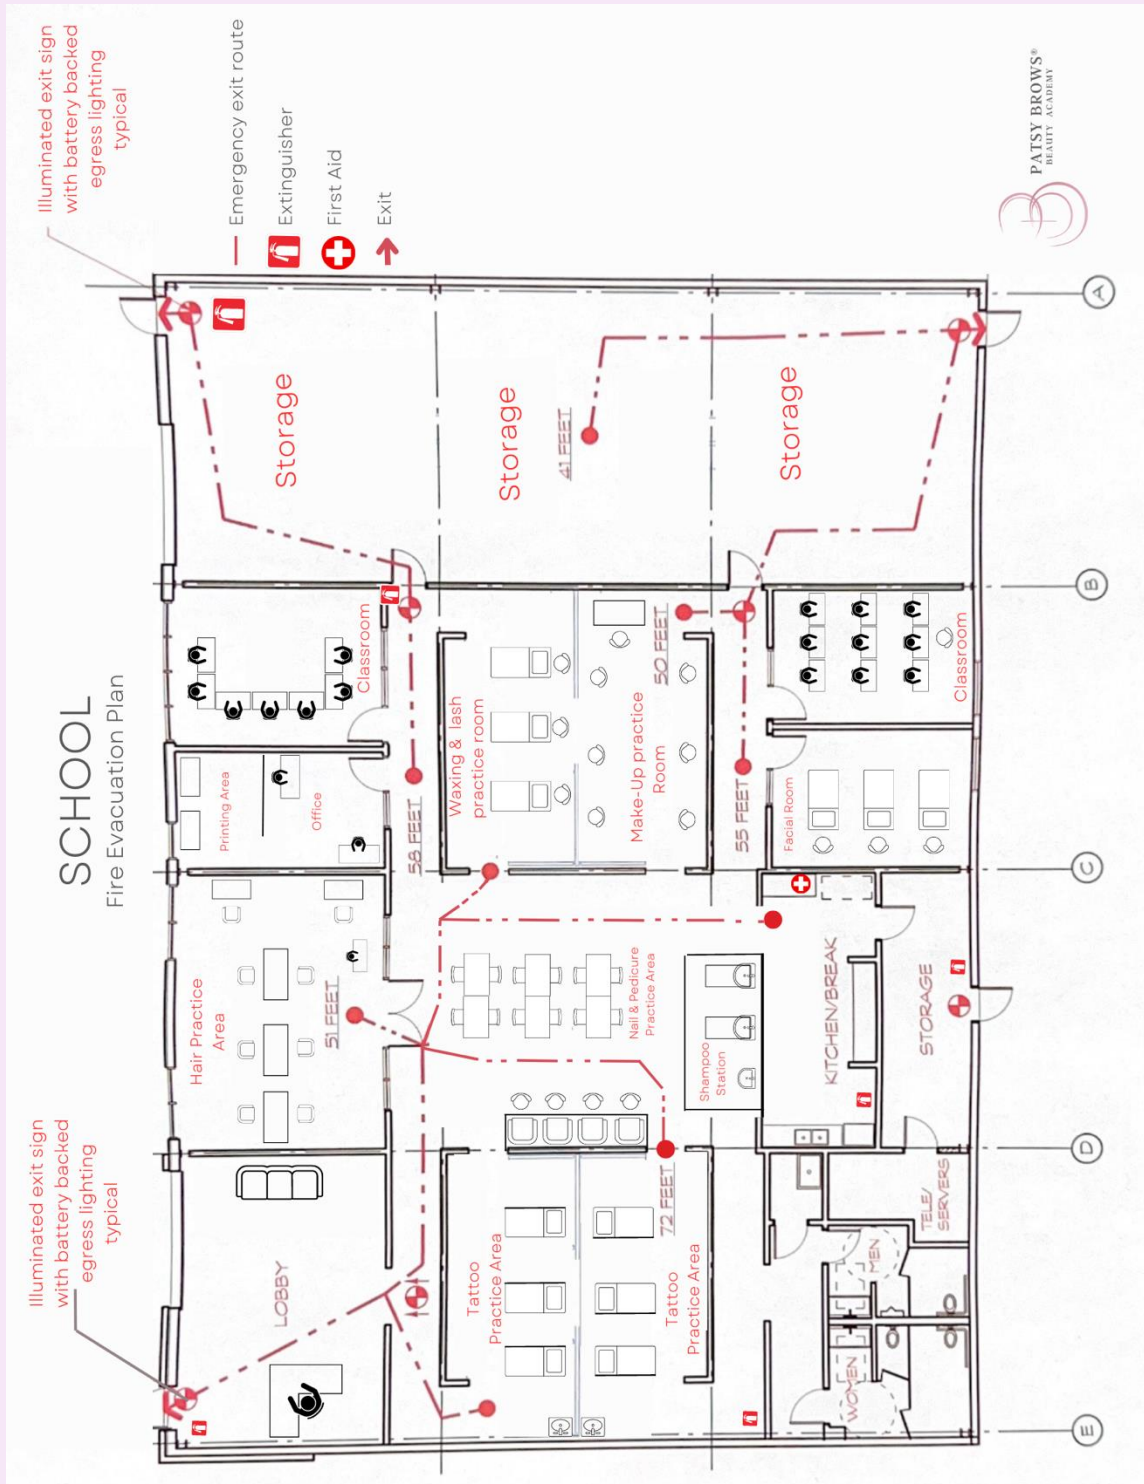 SCHOOL
Fire Evacuation Plan
Illuminated exit sign
with battery backed
egress lighting
typical
Illuminated exit sign
with battery backed
egress lighting
typical
Emergency exit route
Extinguisher
First Aid
Exit
LOBBY
Hair Practice
Area
51 FEET
Printing Area
Office
Classroom
58 FEET
Storage
Storage
Storage
41 FEET
Tattoo
Practice Area
Tattoo
Practice Area
72 FEET
Nail & Pedicure
Practice Area
Shampoo
Station
Waxing & lash
practice room
Make-Up practice
Room
50 FEET
55 FEET
Facial Room
Classroom
KITCHEN/BREAK
STORAGE
TELE/
SERVERS
MEN
WOMEN
E
D
C
B
A
PATSY BROWS®
BEAUTY ACADEMY